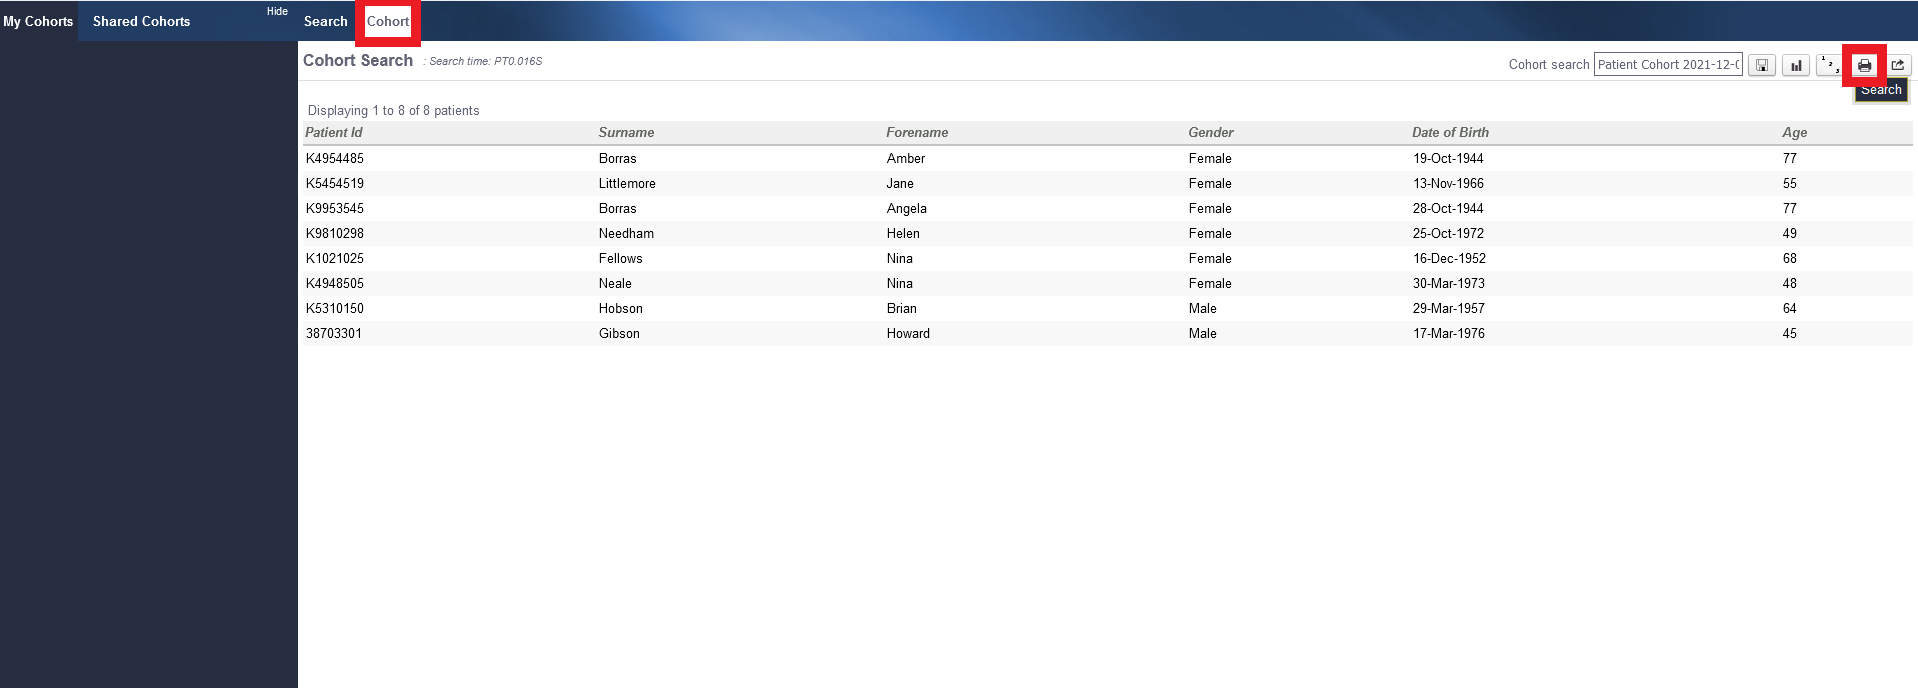 My Cohorts Shared Cohorts Hide Search Cohort
Cohort Search : Search time: PT0.016S Cohort search Patient Cohort 2021-12-0 1 2 3
Search
Displaying 1 to 8 of 8 patients
Patient Id Surname Forename Gender Date of Birth Age
K4954485 Borras Amber Female 19-Oct-1944 77
K5454519 Littlemore Jane Female 13-Nov-1966 55
K9953545 Borras Angela Female 28-Oct-1944 77
K9810298 Needham Helen Female 25-Oct-1972 49
K1021025 Fellows Nina Female 16-Dec-1952 68
K4948505 Neale Nina Female 30-Mar-1973 48
K5310150 Hobson Brian Male 29-Mar-1957 64
38703301 Gibson Howard Male 17-Mar-1976 45